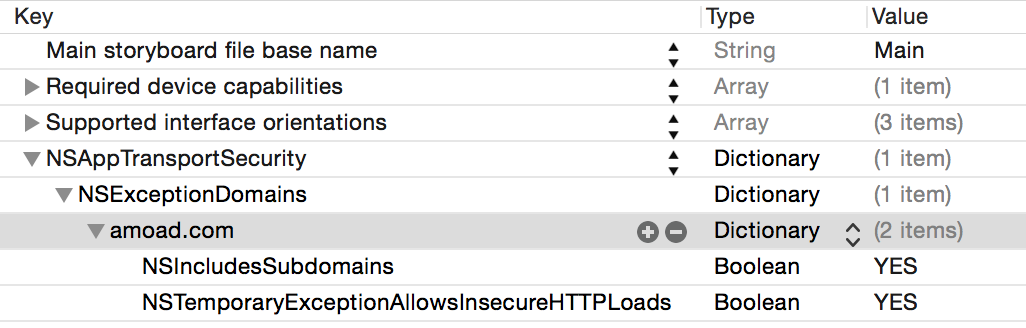 Key Type Value
Main storyboard file base name String Main
Required device capabilities Array (1 item)
Supported interface orientations Array (3 items)
NSAppTransportSecurity Dictionary (1 item)
NSExceptionDomains Dictionary (1 item)
amoad.com Dictionary (2 items)
NSIncludesSubdomains Boolean YES
NSTemporaryExceptionAllowsInsecureHTTPLoads Boolean YES